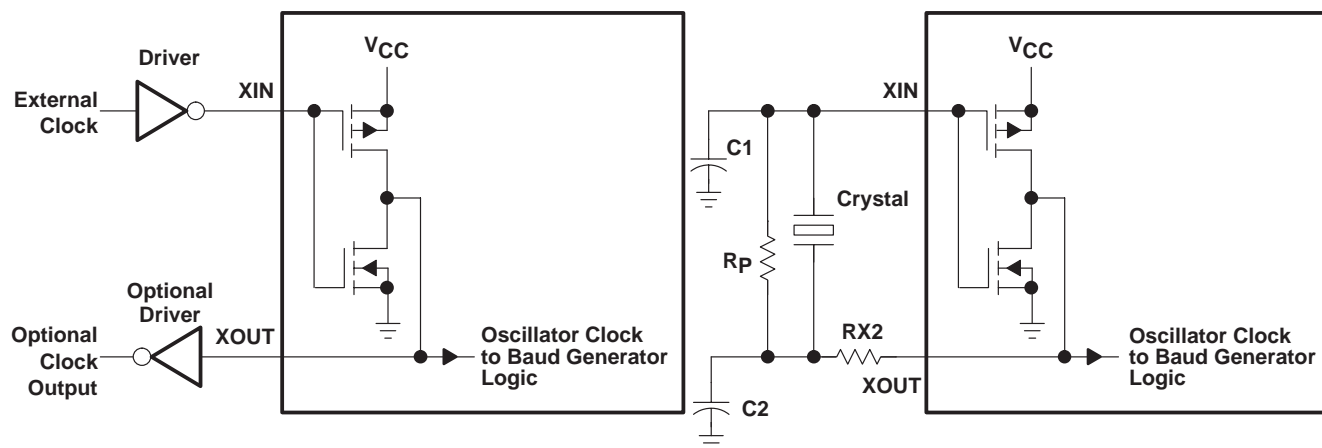 Driver
VCC
XIN
External
Clock
Optional
Driver
XOUT
Optional
Clock
Output
Oscillator Clock
to Baud Generator
Logic
VCC
XIN
C1
Crystal
RP
RX2
XOUT
C2
Oscillator Clock
to Baud Generator
Logic